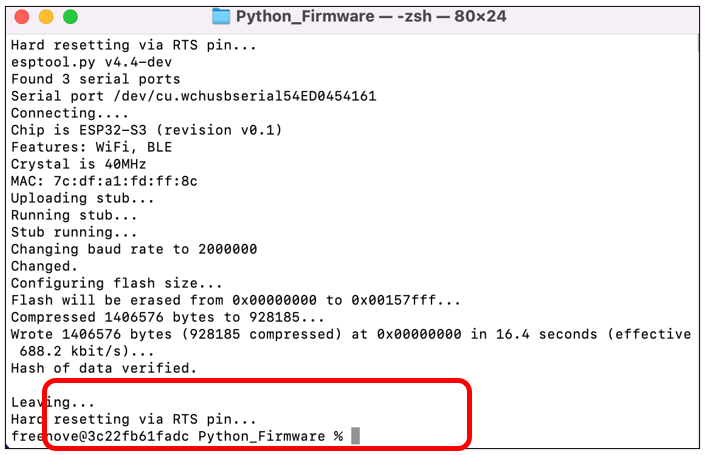 Python_Firmware — -zsh — 80×24
Hard resetting via RTS pin...
esptool.py v4.4-dev
Found 3 serial ports
Serial port /dev/cu.wchusbserial54ED0454161
Connecting....
Chip is ESP32-S3 (revision v0.1)
Features: WiFi, BLE
Crystal is 40MHz
MAC: 7c:df:a1:fd:ff:8c
Uploading stub...
Running stub...
Stub running...
Changing baud rate to 2000000
Changed.
Configuring flash size...
Flash will be erased from 0x00000000 to 0x00157fff...
Compressed 1406576 bytes to 928185...
Wrote 1406576 bytes (928185 compressed) at 0x00000000 in 16.4 seconds (effective
688.2 kbit/s)...
Hash of data verified.
Leaving...
Hard resetting via RTS pin...
freenove@3c22fb61fadc Python_Firmware %